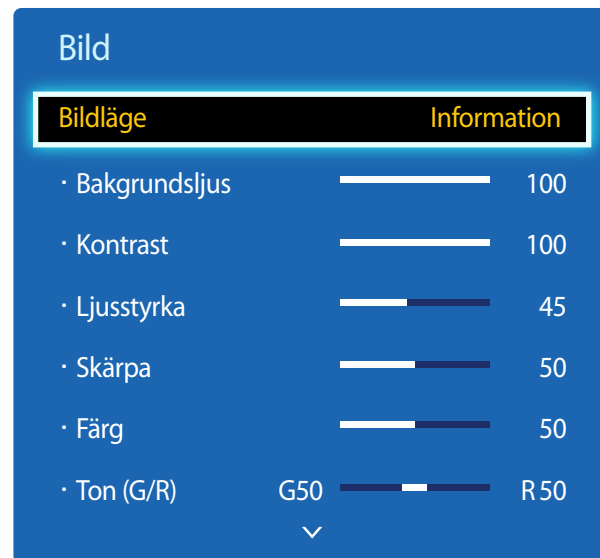 Bild
Bildläge Information
· Bakgrundsljus 100
· Kontrast 100
· Ljusstyrka 45
· Skärpa 50
· Färg 50
· Ton (G/R) G50 R50